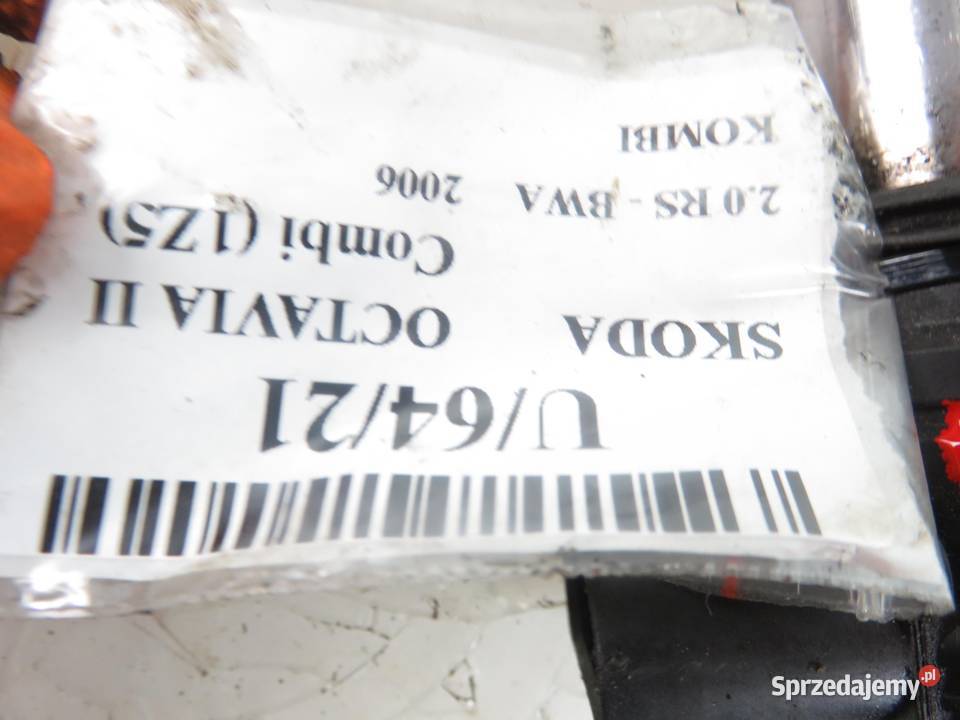 U/64/21
SKODA OCTAVIA II
Combi (1Z5)
2.0 RS - BWA 2006
KOMBI
Sprzedajemy.pl